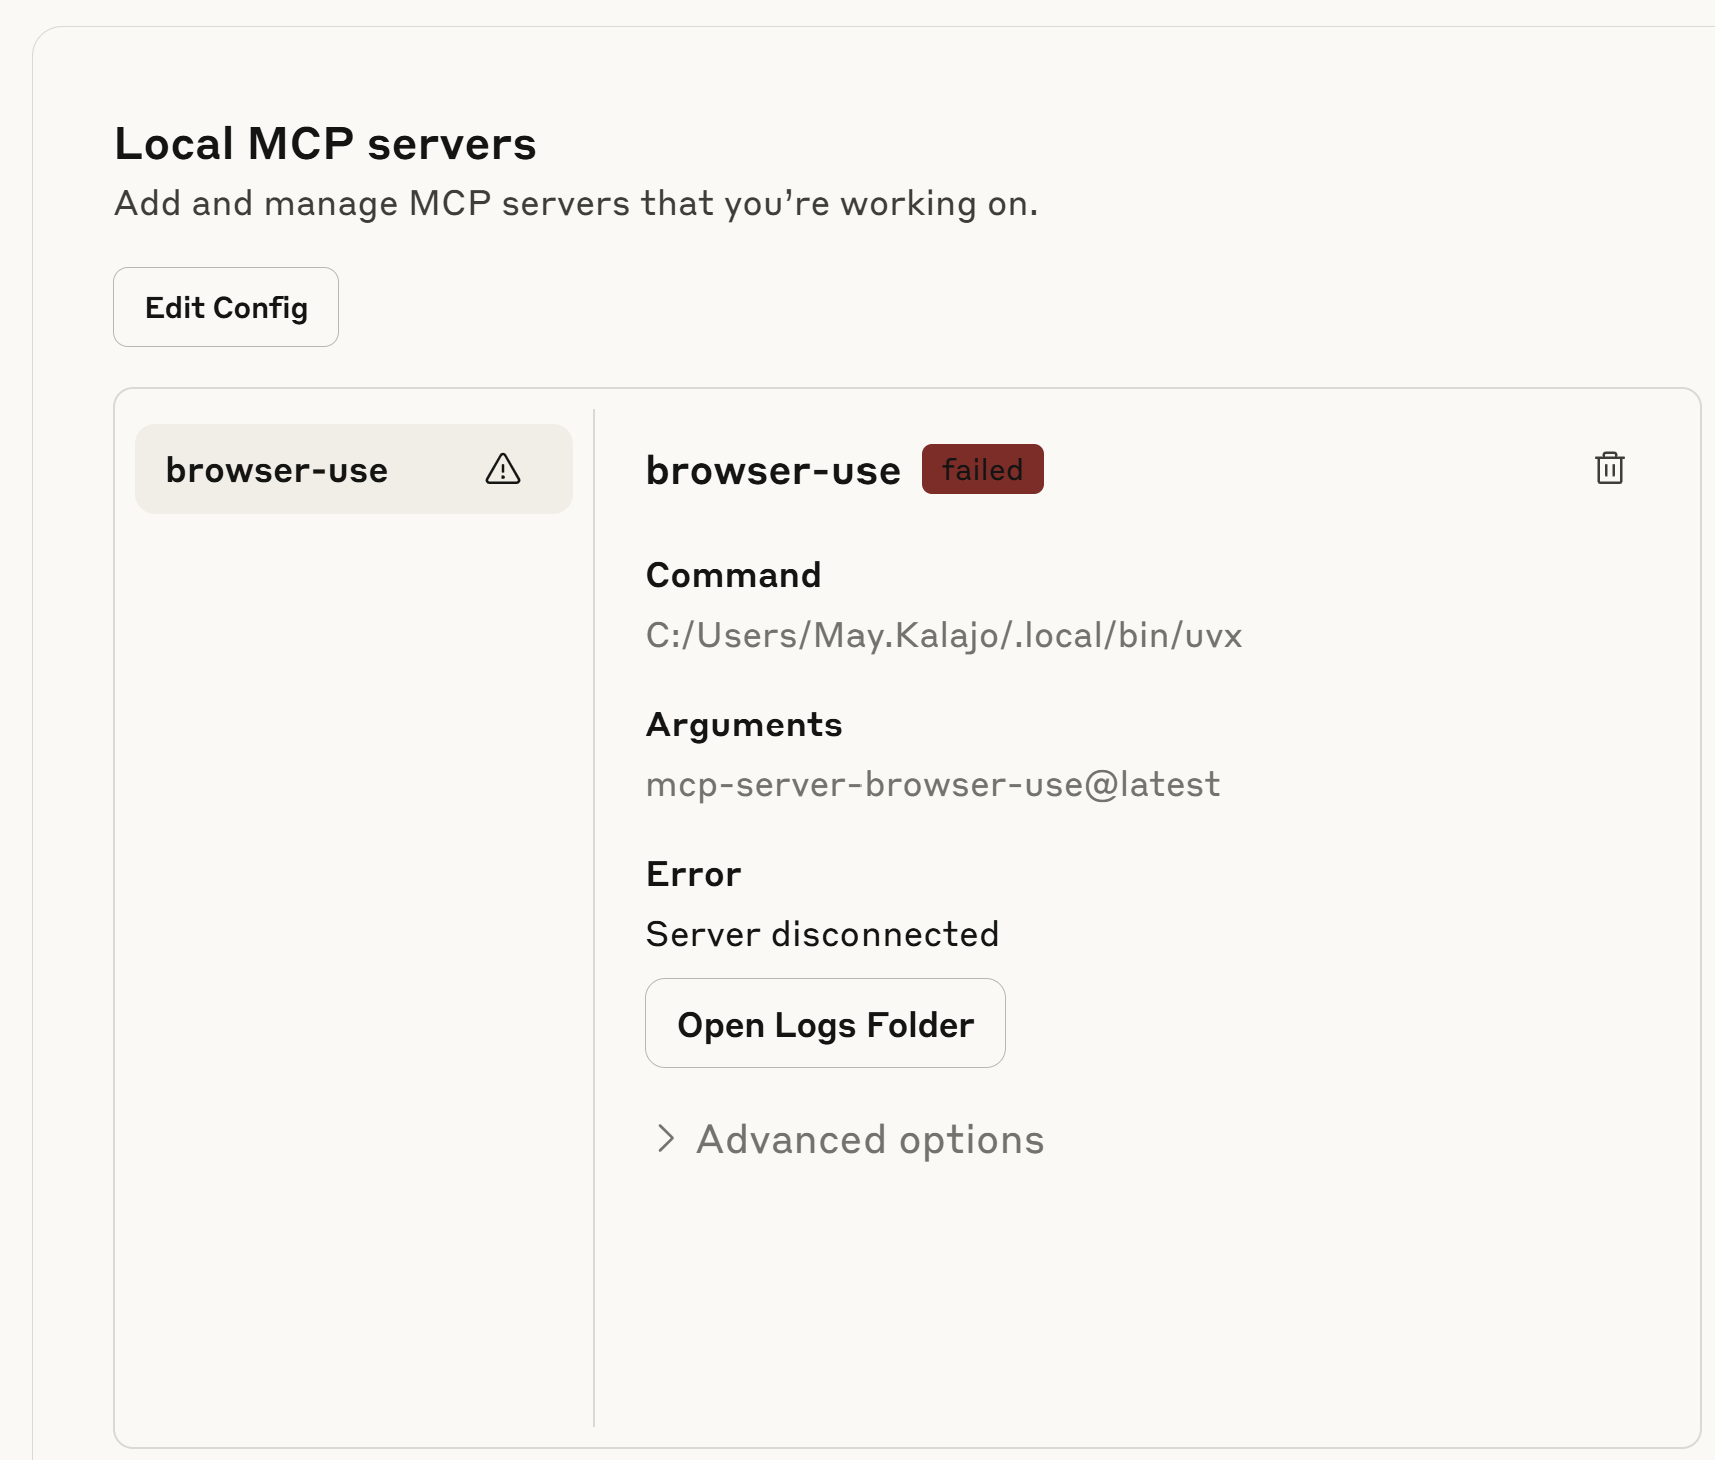 Local MCP servers
Add and manage MCP servers that you’re working on.
Edit Config
browser-use
browser-use failed
Command
C:/Users/May.Kalajo/.local/bin/uvx
Arguments
mcp-server-browser-use@latest
Error
Server disconnected
Open Logs Folder
Advanced options